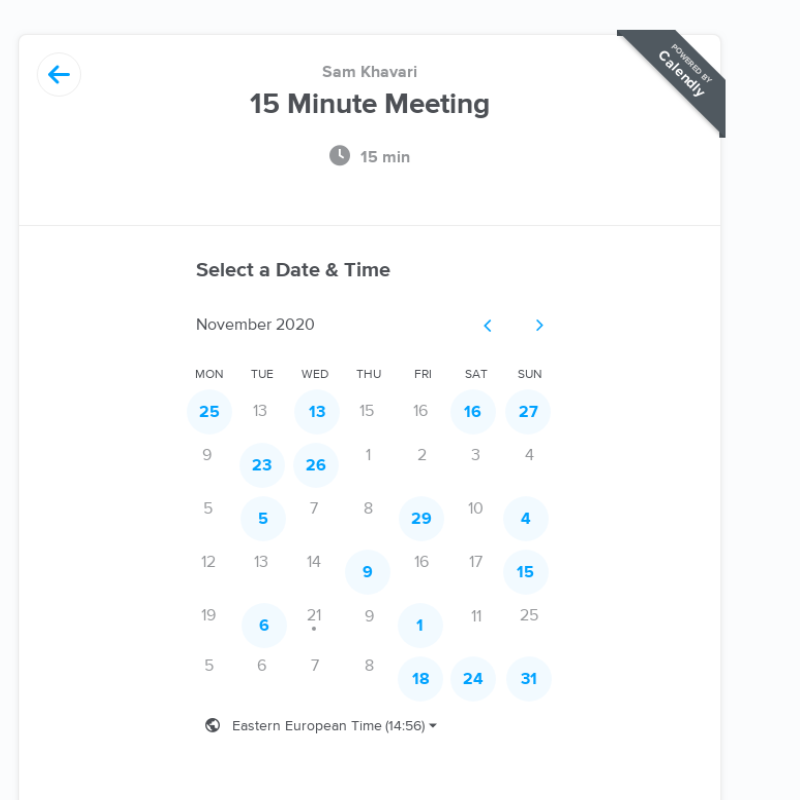 POWERED BY
Calendly
Sam Khavari
15 Minute Meeting
15 min
Select a Date & Time
November 2020
MON TUE WED THU FRI SAT SUN
25 13 13 15 16 16 27
9 23 26 1 2 3 4
5 5 7 8 29 10 4
12 13 14 9 16 17 15
19 6 21 9 1 11 25
5 6 7 8 18 24 31
Eastern European Time (14:56)